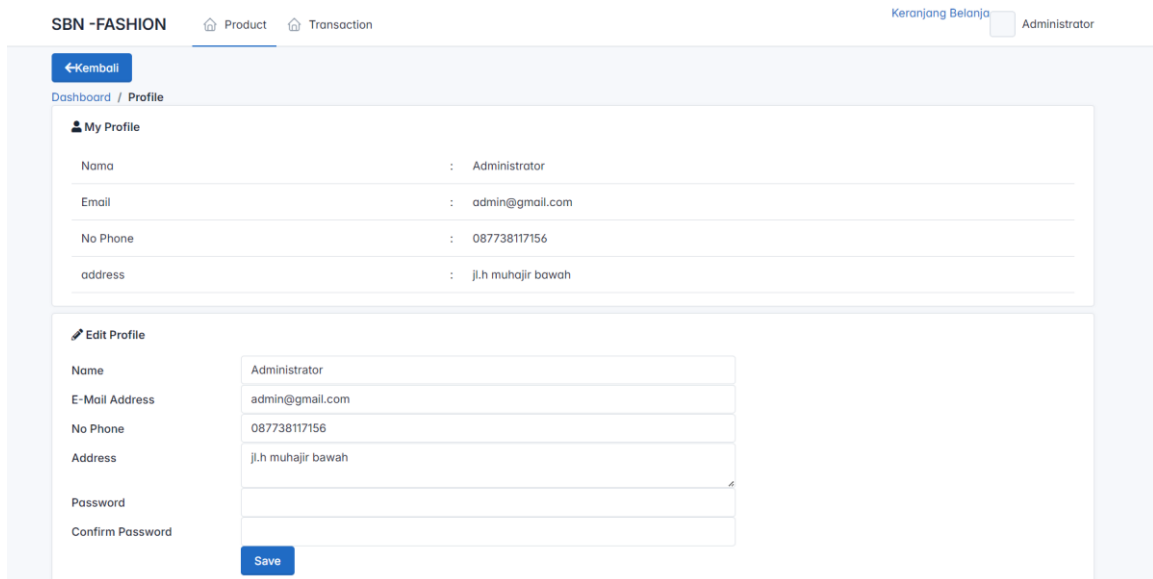 SBN -FASHION Product Transaction Keranjang Belanja Administrator
Kembali
Dashboard / Profile
My Profile
Nama : Administrator
Email : admin@gmail.com
No Phone : 087738117156
address : jl.h muhajir bawah
Edit Profile
Name Administrator
E-Mail Address admin@gmail.com
No Phone 087738117156
Address jl.h muhajir bawah
Password
Confirm Password
Save